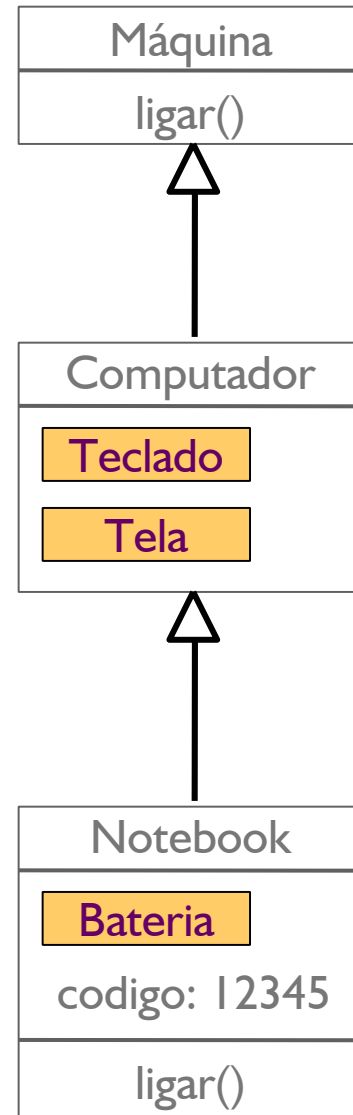 Máquina
ligar()
Computador
Teclado
Tela
Notebook
Bateria
codigo: 12345
ligar()